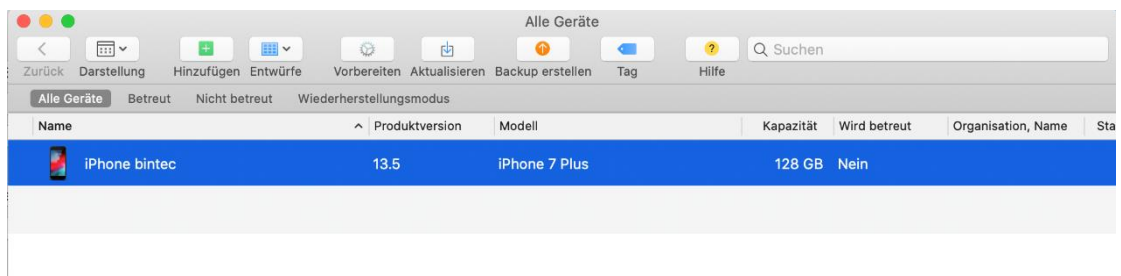 Alle Geräte
Zurück Darstellung Hinzufügen Entwürfe Vorbereiten Aktualisieren Backup erstellen Tag Hilfe Suchen
Alle Geräte Betreut Nicht betreut Wiederherstellungsmodus
Name Produktversion Modell Kapazität Wird betreut Organisation, Name Sta
iPhone bintec 13.5 iPhone 7 Plus 128 GB Nein